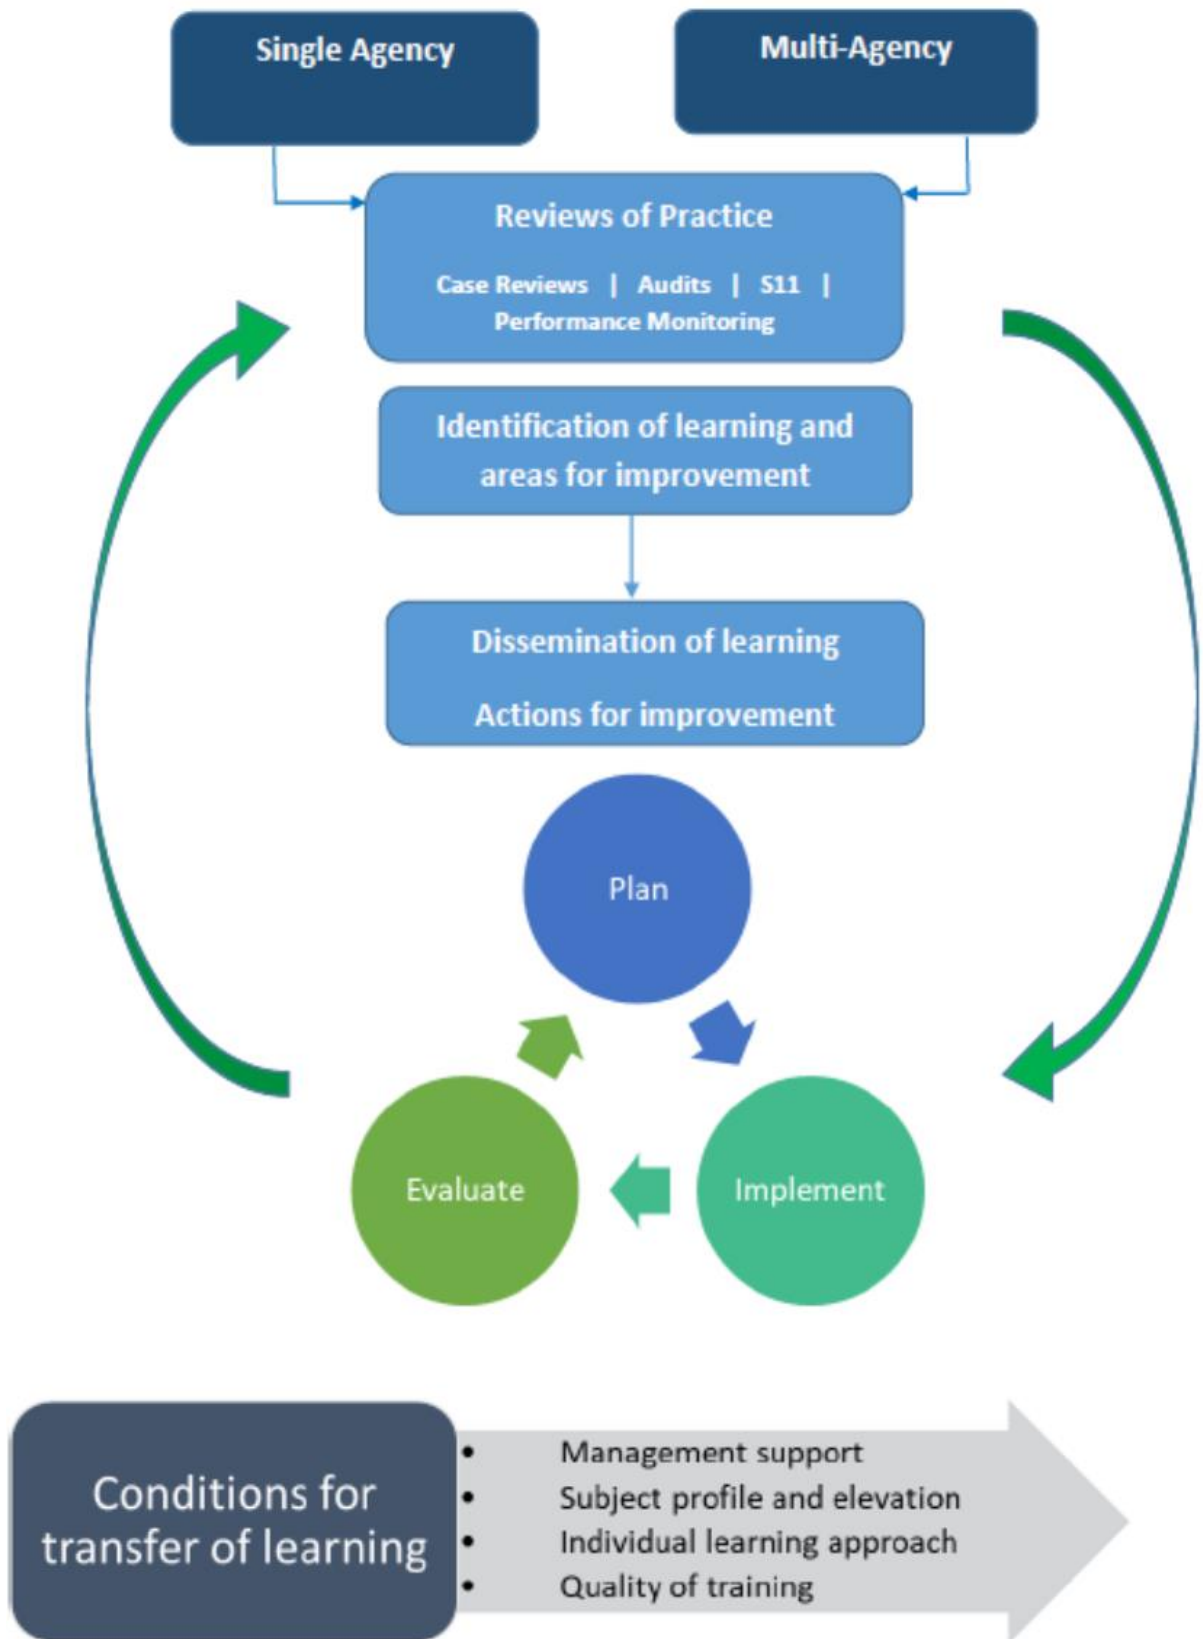 Single Agency
Multi-Agency
Reviews of Practice
Case Reviews | Audits | S11 |
Performance Monitoring
Identification of learning and
areas for improvement
Dissemination of learning
Actions for improvement
Plan
Evaluate
Implement
Conditions for
transfer of learning
• Management support
• Subject profile and elevation
• Individual learning approach
• Quality of training